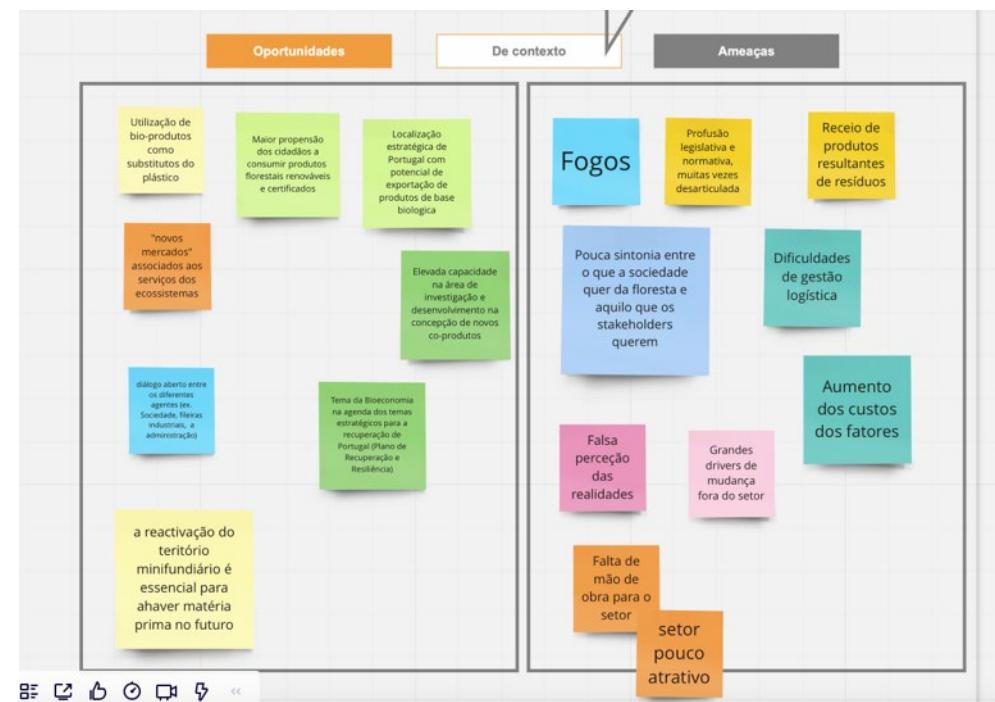 Oportunidades
De contexto
Ameaças
Utilização de
bio-produtos
como
substitutos do
plástico
Maior propensão
dos cidadãos a
consumir produtos
florestais renováveis
e certificados
Localização
estratégica de
Portugal com
potencial de
exportação de
produtos de base
biologica
"novos
mercados"
associados aos
serviços dos
ecossistemas
Elevada capacidade
na área de
investigação e
desenvolvimento na
concepção de novos
co-produtos
diálogo aberto entre
os diferentes
agentes (ex.
Sociedade, fileiras
industriais, a
administração)
Tema da Bioeconomia
na agenda dos temas
estratégicos para a
recuperação de
Portugal (Plano de
Recuperação e
Resiliência)
a reactivação do
teritório
minifundiário é
essencial para
ahaver matéria
prima no futuro
Fogos
Profusão
legislativa e
normativa,
muitas vezes
desarticulada
Receio de
produtos
resultantes
de resíduos
Pouca sintonia entre
o que a sociedade
quer da floresta e
aquilo que os
stakeholders
querem
Dificuldades
de gestão
logística
Aumento
dos custos
dos fatores
Falsa
perceção
das
realidades
Grandes
drivers de
mudança
fora do setor
Falta de
mão de
obra para o
setor
setor
pouco
atrativo